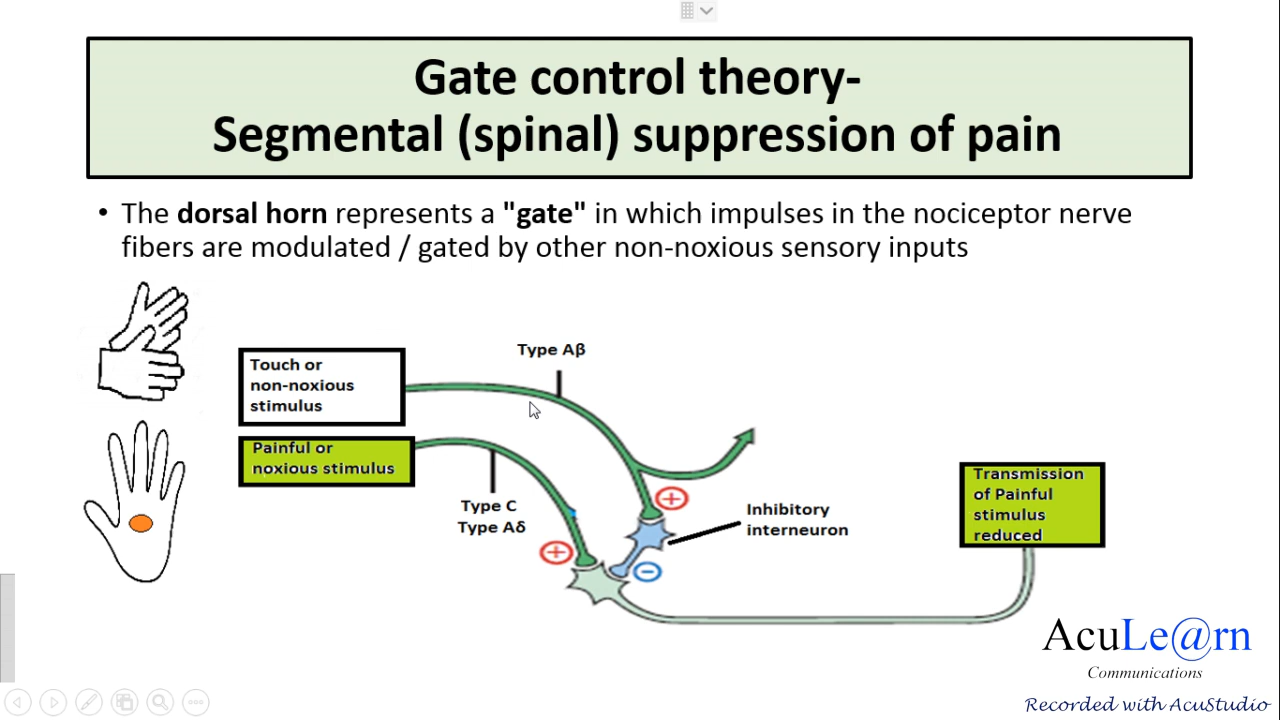 Gate control theory-
Segmental (spinal) suppression of pain
• The dorsal horn represents a "gate" in which impulses in the nociceptor nerve
fibers are modulated / gated by other non-noxious sensory inputs
Type Aβ
Touch or
non-noxious
stimulus
Painful or
noxious stimulus
Type C
Type Aδ
+
+
−
Inhibitory
interneuron
Transmission
of Painful
stimulus
reduced
AcuLe@rn
Communications
Recorded with AcuStudio